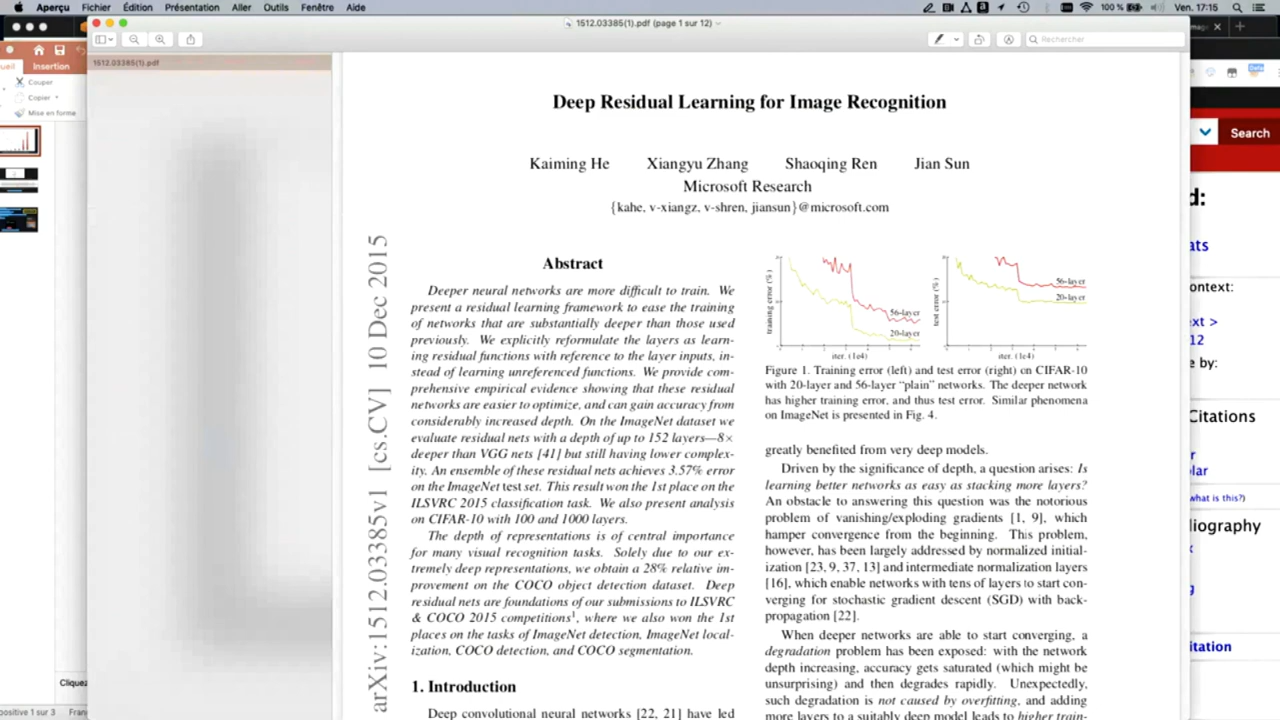 Aperçu Fichier Édition Présentation Aller Outils Fenêtre Aide
100 % Ven. 17:15
1512.03385(1).pdf (page 1 sur 12)
Rechercher
Insertion
1512.03385(1).pdf
Couper
Copier
Mise en forme
Search
Deep Residual Learning for Image Recognition
Kaiming He Xiangyu Zhang Shaoqing Ren Jian Sun
Microsoft Research
{kahe, v-xiangz, v-shren, jiansun}@microsoft.com
arXiv:1512.03385v1 [cs.CV] 10 Dec 2015
Abstract
Deeper neural networks are more difficult to train. We
present a residual learning framework to ease the training
of networks that are substantially deeper than those used
previously. We explicitly reformulate the layers as learn-
ing residual functions with reference to the layer inputs, in-
stead of learning unreferenced functions. We provide com-
prehensive empirical evidence showing that these residual
networks are easier to optimize, and can gain accuracy from
considerably increased depth. On the ImageNet dataset we
evaluate residual nets with a depth of up to 152 layers—8×
deeper than VGG nets [41] but still having lower complex-
ity. An ensemble of these residual nets achieves 3.57% error
on the ImageNet test set. This result won the 1st place on the
ILSVRC 2015 classification task. We also present analysis
on CIFAR-10 with 100 and 1000 layers.
The depth of representations is of central importance
for many visual recognition tasks. Solely due to our ex-
tremely deep representations, we obtain a 28% relative im-
provement on the COCO object detection dataset. Deep
residual nets are foundations of our submissions to ILSVRC
& COCO 2015 competitions¹, where we also won the 1st
places on the tasks of ImageNet detection, ImageNet local-
ization, COCO detection, and COCO segmentation.
1. Introduction
Deep convolutional neural networks [22, 21] have led
training error (%)
56-layer
20-layer
iter. (1e4)
test error (%)
56-layer
20-layer
iter. (1e4)
Figure 1. Training error (left) and test error (right) on CIFAR-10
with 20-layer and 56-layer “plain” networks. The deeper network
has higher training error, and thus test error. Similar phenomena
on ImageNet is presented in Fig. 4.
greatly benefited from very deep models.
Driven by the significance of depth, a question arises: Is
learning better networks as easy as stacking more layers?
An obstacle to answering this question was the notorious
problem of vanishing/exploding gradients [1, 9], which
hamper convergence from the beginning. This problem,
however, has been largely addressed by normalized initial-
ization [23, 9, 37, 13] and intermediate normalization layers
[16], which enable networks with tens of layers to start con-
verging for stochastic gradient descent (SGD) with back-
propagation [22].
When deeper networks are able to start converging, a
degradation problem has been exposed: with the network
depth increasing, accuracy gets saturated (which might be
unsurprising) and then degrades rapidly. Unexpectedly,
such degradation is not caused by overfitting, and adding
more layers to a suitably deep model leads to higher train-
d:
ats
ontext:
ext >
12
e by:
Citations
r
olar
what is this?)
liography
x
g
itation
Cliquez
positive 1 sur 3 Fran